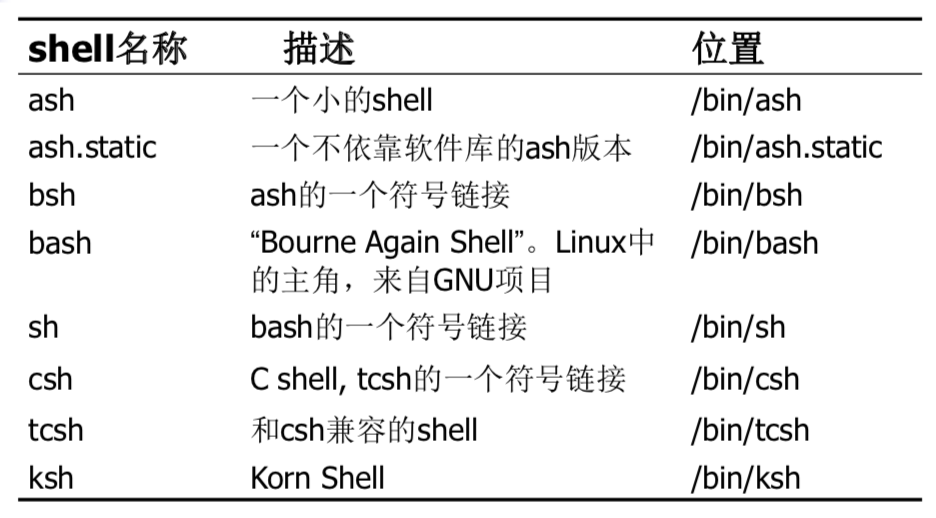 shell名称 描述 位置
ash 一个小的shell /bin/ash
ash.static 一个不依靠软件库的ash版本 /bin/ash.static
bsh ash的一个符号链接 /bin/bsh
bash “Bourne Again Shell”。Linux中 /bin/bash
的主角，来自GNU项目
sh bash的一个符号链接 /bin/sh
csh C shell, tcsh的一个符号链接 /bin/csh
tcsh 和csh兼容的shell /bin/tcsh
ksh Korn Shell /bin/ksh